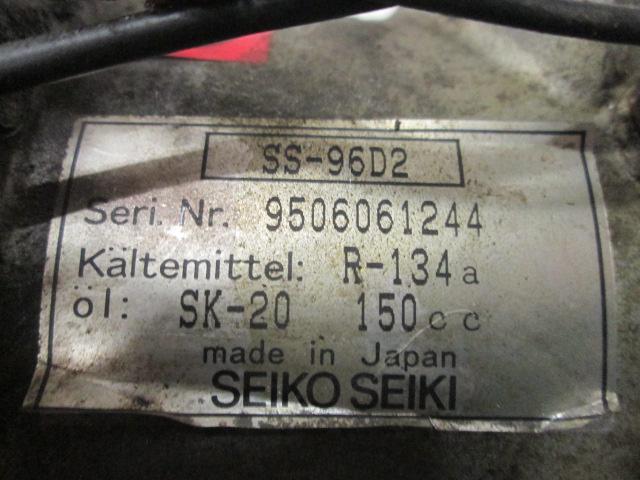 SS-96D2
Seri. Nr. 9506061244
Kältemittel: R-134a
öl: SK-20 150cc
made in Japan
SEIKO SEIKI